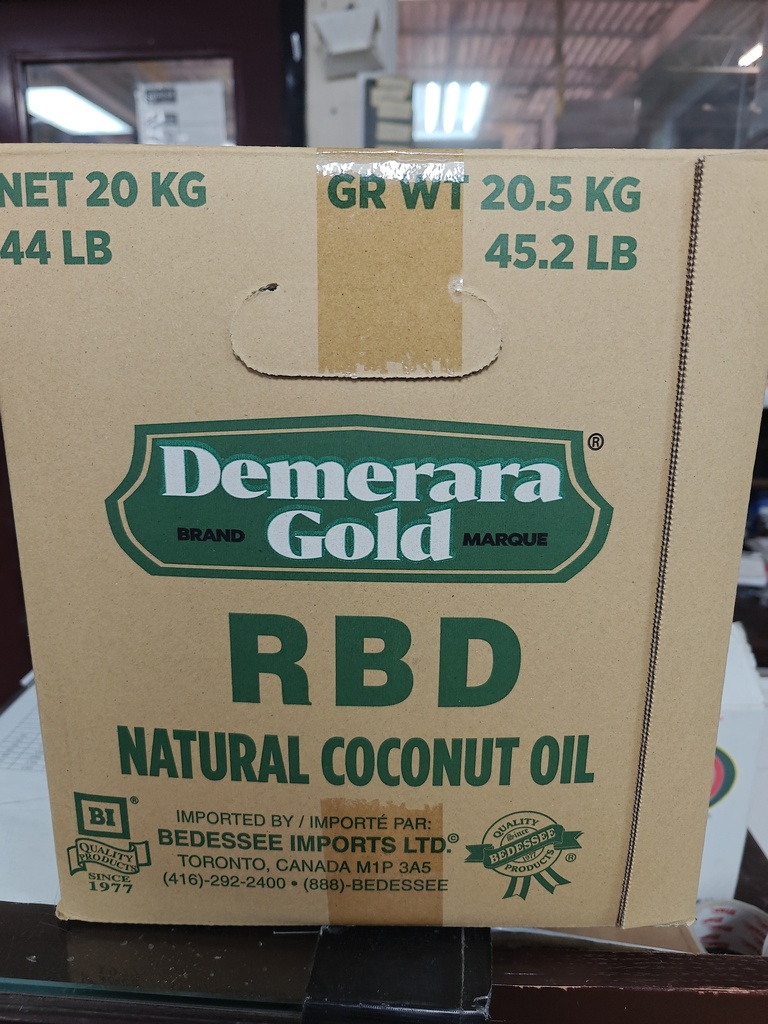 NET 20 KG
GR WT 20.5 KG
44 LB
45.2 LB
Demerara®
BRAND Gold MARQUE
RBD
NATURAL COCONUT OIL
BI®
QUALITY
PRODUCTS
SINCE
1977
IMPORTED BY / IMPORTÉ PAR:
BEDESSEE IMPORTS LTD.©
TORONTO, CANADA M1P 3A5
(416)-292-2400 • (888)-BEDESSEE
QUALITY
Since
BEDESSEE
1977
PRODUCTS
®